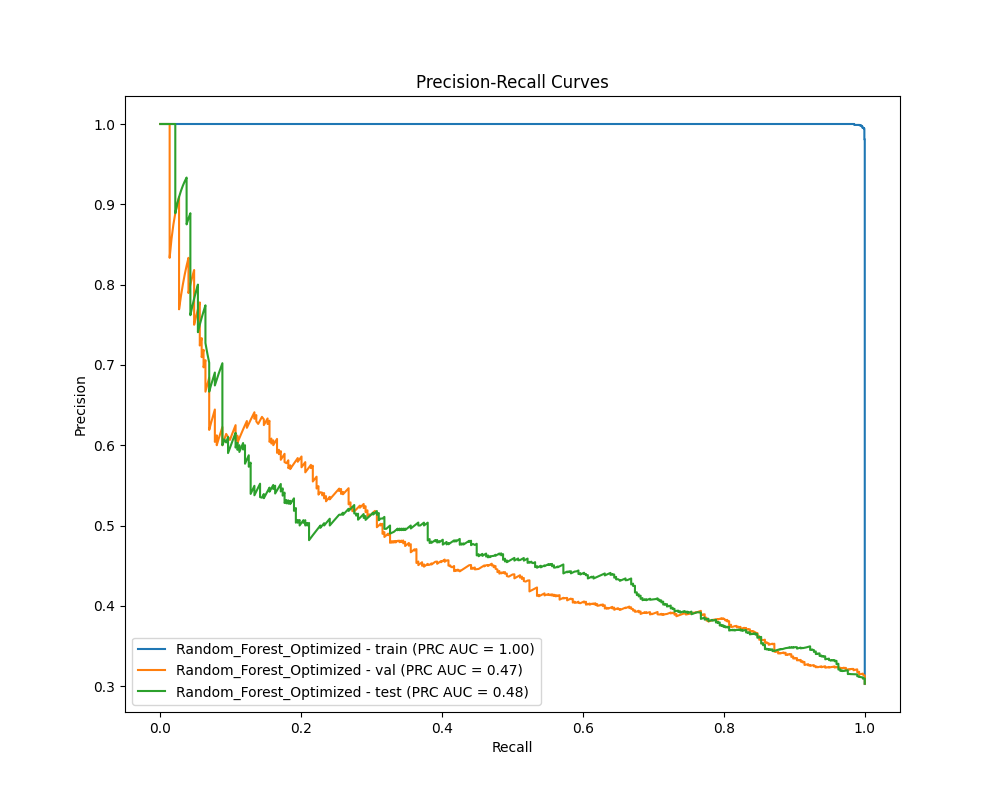 Precision-Recall Curves
1.0
0.9
0.8
0.7
0.6
0.5
0.4
0.3
Precision
Random_Forest_Optimized - train (PRC AUC = 1.00)
Random_Forest_Optimized - val (PRC AUC = 0.47)
Random_Forest_Optimized - test (PRC AUC = 0.48)
0.0 0.2 0.4 0.6 0.8 1.0
Recall